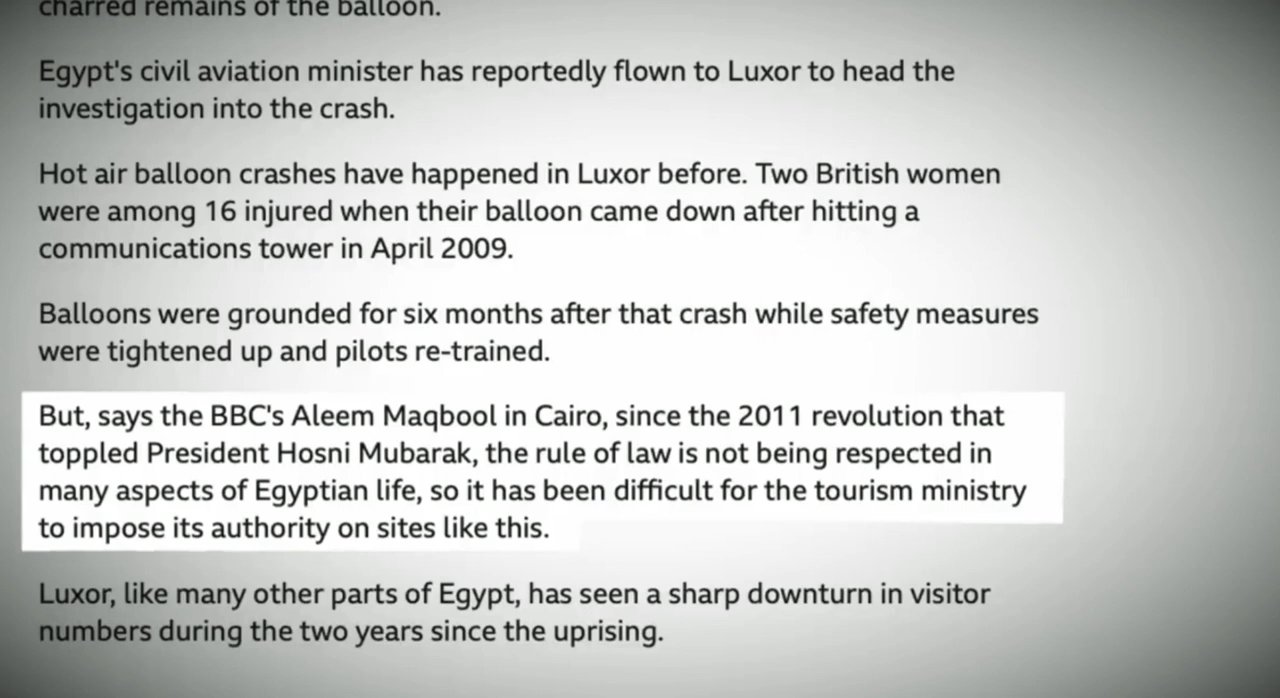 charred remains of the balloon.
Egypt's civil aviation minister has reportedly flown to Luxor to head the
investigation into the crash.
Hot air balloon crashes have happened in Luxor before. Two British women
were among 16 injured when their balloon came down after hitting a
communications tower in April 2009.
Balloons were grounded for six months after that crash while safety measures
were tightened up and pilots re-trained.
But, says the BBC's Aleem Maqbool in Cairo, since the 2011 revolution that
toppled President Hosni Mubarak, the rule of law is not being respected in
many aspects of Egyptian life, so it has been difficult for the tourism ministry
to impose its authority on sites like this.
Luxor, like many other parts of Egypt, has seen a sharp downturn in visitor
numbers during the two years since the uprising.